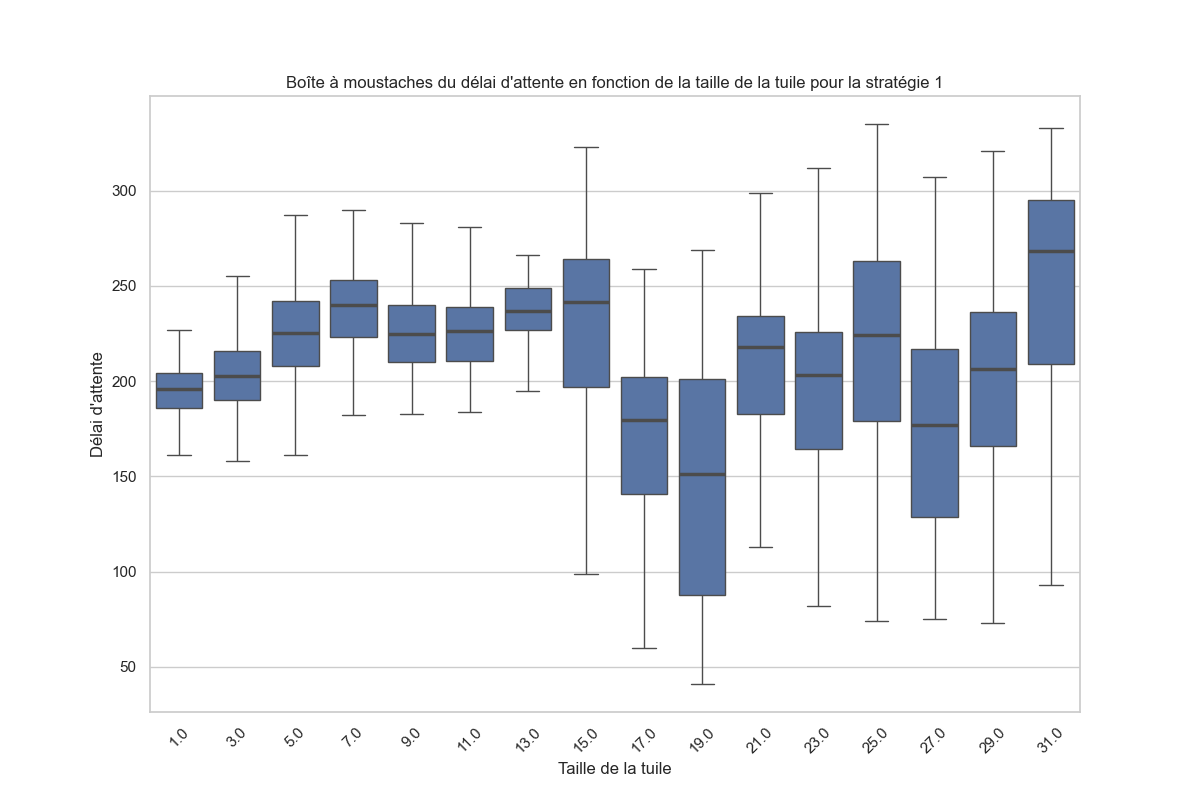 Boîte à moustaches du délai d'attente en fonction de la taille de la tuile pour la stratégie 1
Délai d'attente
300
250
200
150
100
50
1.0 3.0 5.0 7.0 9.0 11.0 13.0 15.0 17.0 19.0 21.0 23.0 25.0 27.0 29.0 31.0
Taille de la tuile